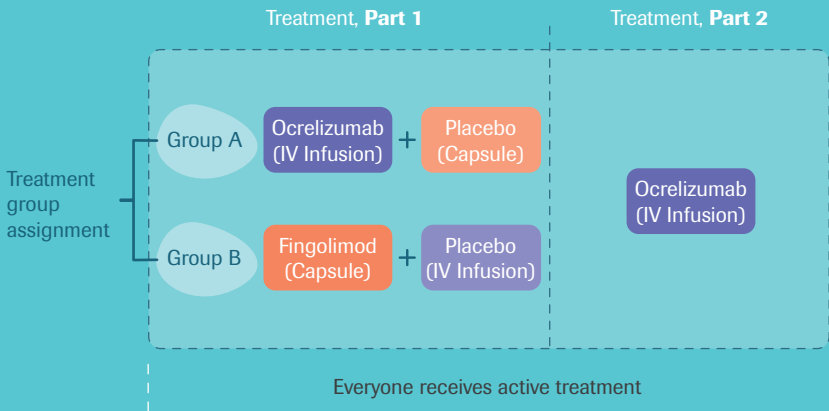 Treatment, Part 1
Treatment, Part 2
Treatment
group
assignment
Group A
Ocrelizumab
(IV Infusion)
+
Placebo
(Capsule)
Group B
Fingolimod
(Capsule)
+
Placebo
(IV Infusion)
Ocrelizumab
(IV Infusion)
Everyone receives active treatment